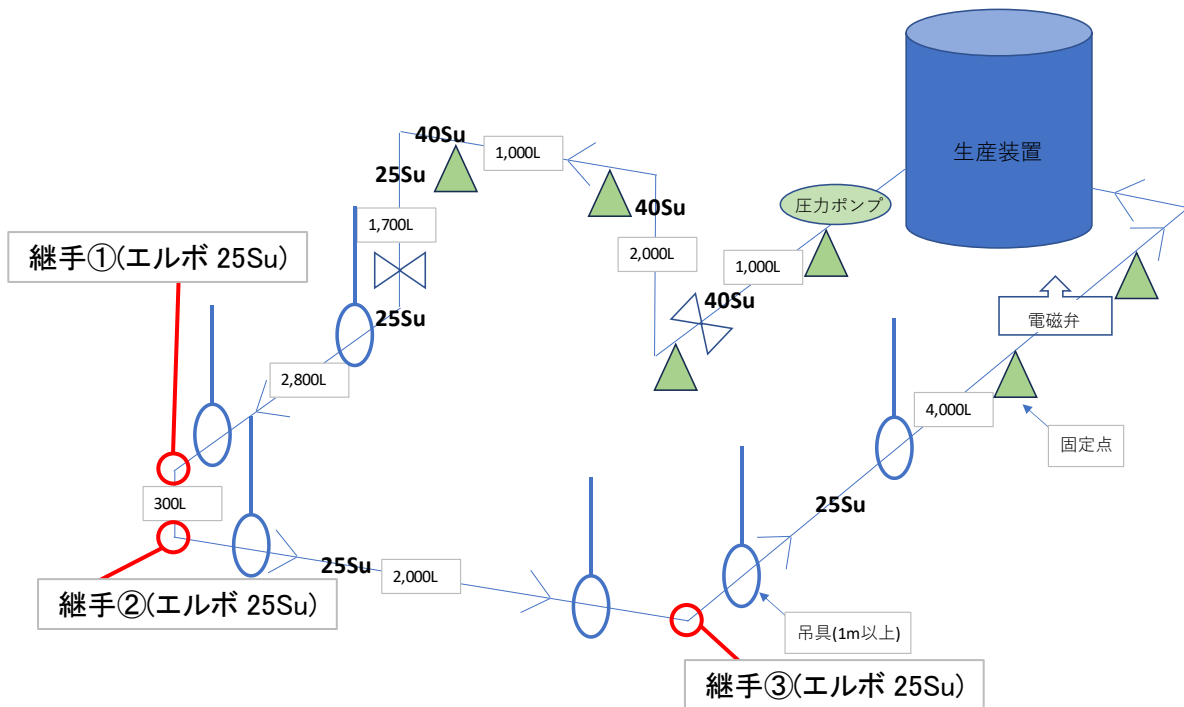 40Su
1,000L
生産装置
25Su
圧力ポンプ
40Su
1,700L
継手①(エルボ 25Su)
2,000L
1,000L
40Su
25Su
電磁弁
2,800L
4,000L
固定点
300L
25Su
25Su
2,000L
継手②(エルボ 25Su)
吊具(1m以上)
継手③(エルボ 25Su)